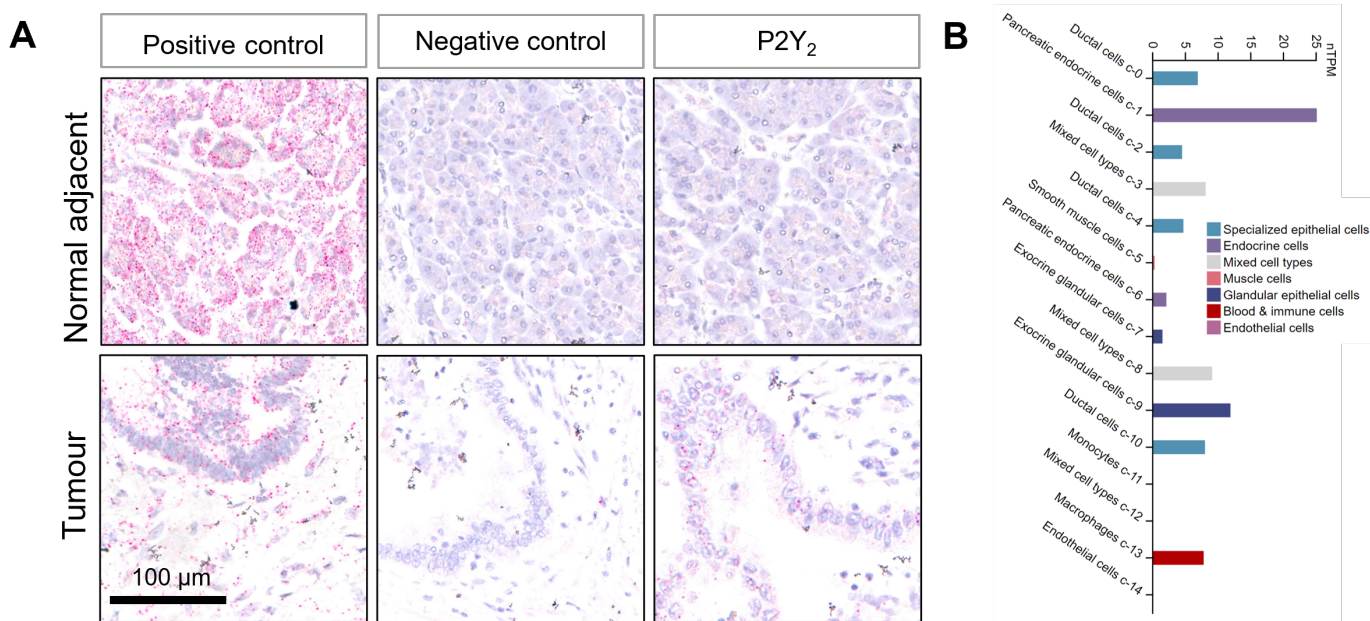 A
Positive control
Negative control
P2Y₂
Normal adjacent
Tumour
100 µm
B
0
5
10
15
20
25
nTPM
Ductal cells c-0
Pancreatic endocrine cells c-1
Ductal cells c-2
Mixed cell types c-3
Ductal cells c-4
Smooth muscle cells c-5
Pancreatic endocrine cells c-6
Exocrine glandular cells c-7
Mixed cell types c-8
Exocrine glandular cells c-9
Ductal cells c-10
Monocytes c-11
Mixed cell types c-12
Macrophages c-13
Endothelial cells c-14
Specialized epithelial cells
Endocrine cells
Mixed cell types
Muscle cells
Glandular epithelial cells
Blood & immune cells
Endothelial cells